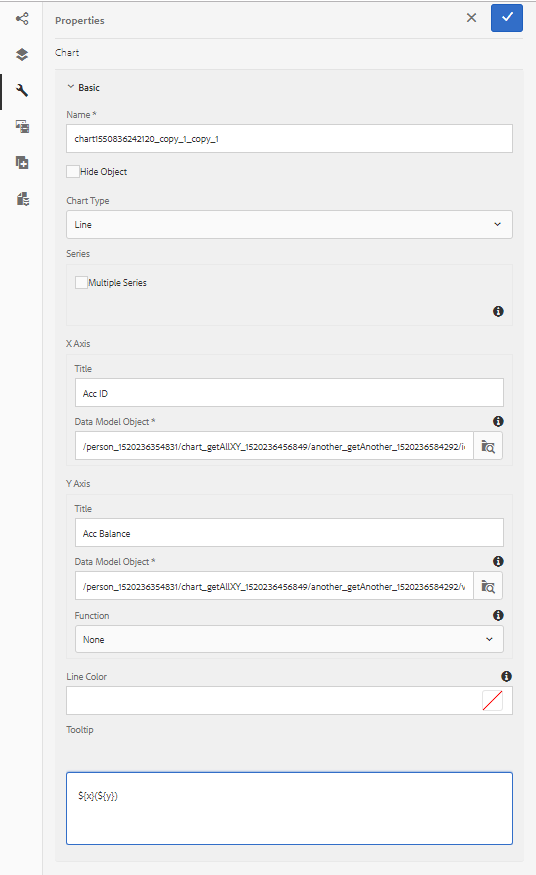 Properties
Chart
Basic
Name *
chart1550836242120_copy_1_copy_1
Hide Object
Chart Type
Line
Series
Multiple Series
X Axis
Title
Acc ID
Data Model Object *
/person_1520236354831/chart_getAllXY_1520236456849/another_getAnother_1520236584292/i
Y Axis
Title
Acc Balance
Data Model Object *
/person_1520236354831/chart_getAllXY_1520236456849/another_getAnother_1520236584292/v
Function
None
Line Color
Tooltip
${x}(${y})